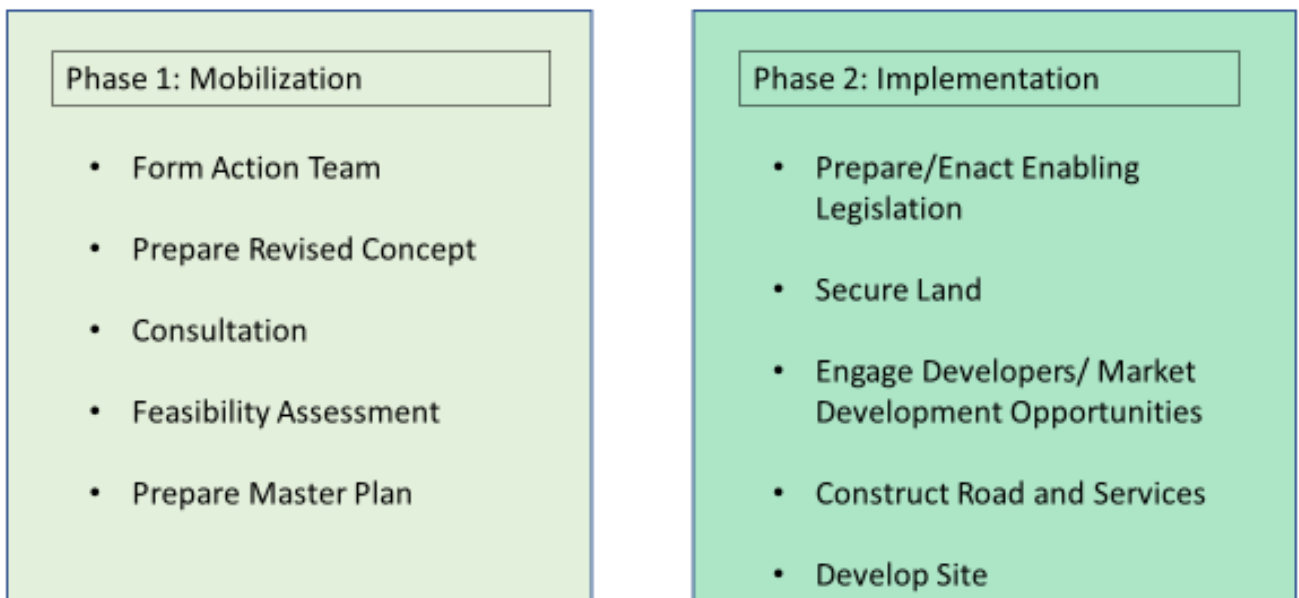 Phase 1: Mobilization
• Form Action Team
• Prepare Revised Concept
• Consultation
• Feasibility Assessment
• Prepare Master Plan
Phase 2: Implementation
• Prepare/Enact Enabling
Legislation
• Secure Land
• Engage Developers/ Market
Development Opportunities
• Construct Road and Services
• Develop Site